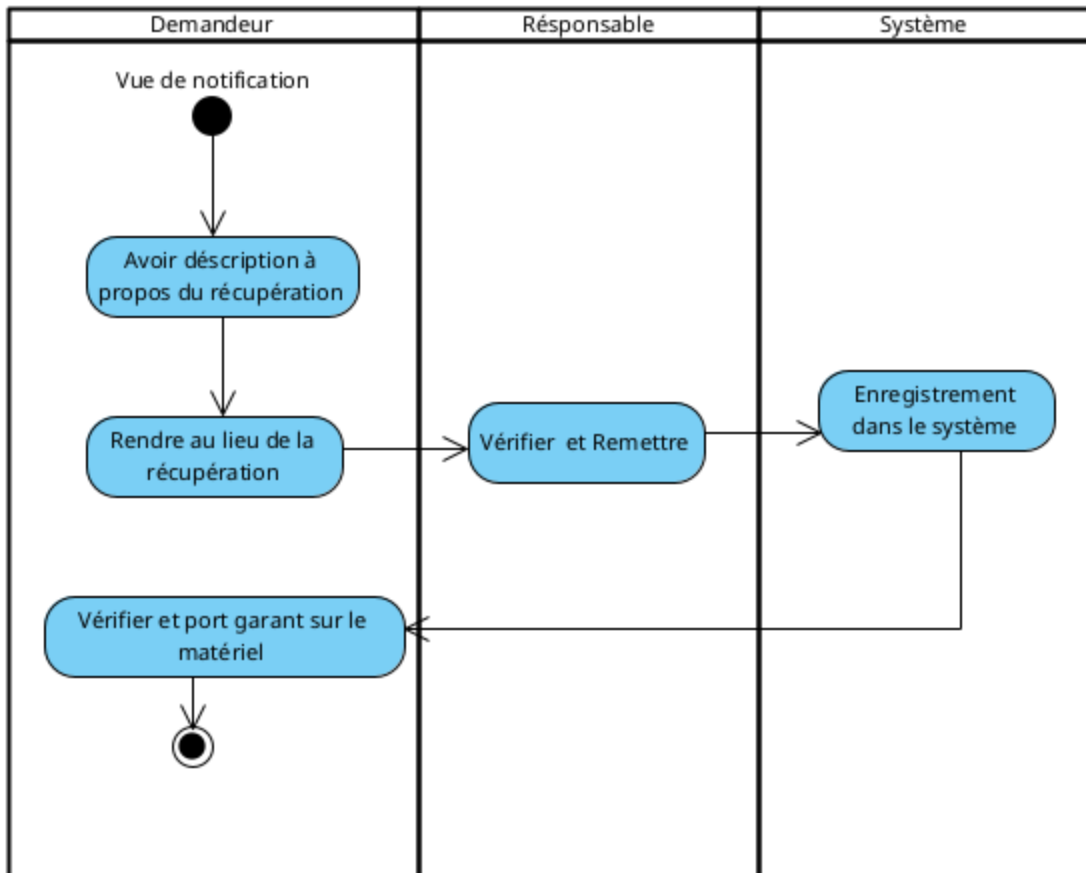 Demandeur
Résponsable
Système
Vue de notification
Avoir déscription à
propos du récupération
Rendre au lieu de la
récupération
Vérifier et Remettre
Enregistrement
dans le système
Vérifier et port garant sur le
matériel